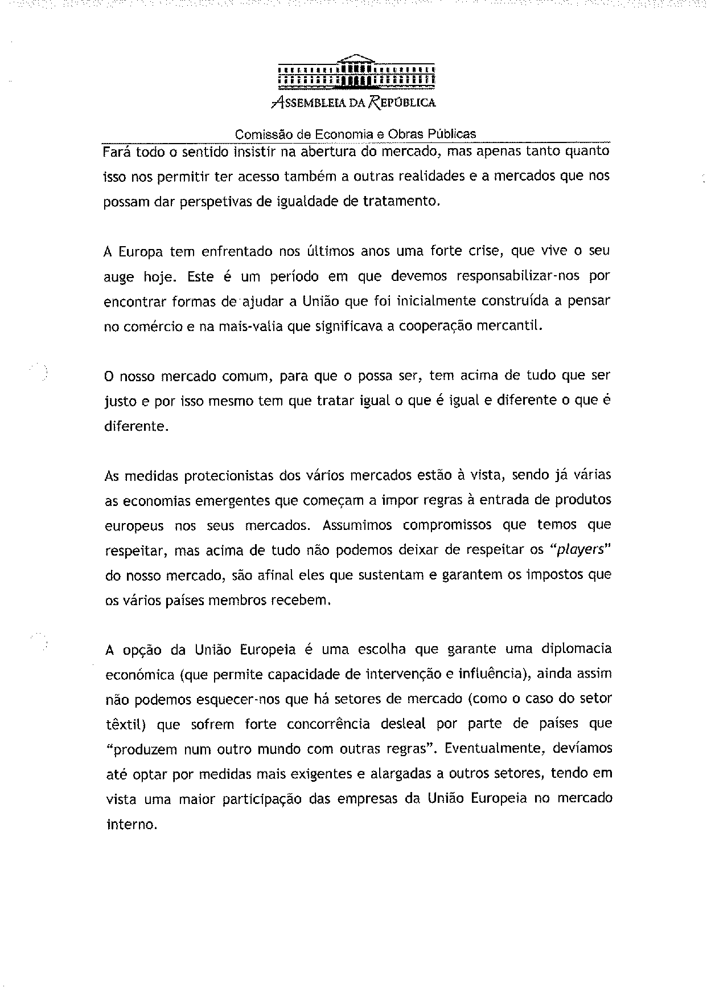 ASSEMBLEIA DA REPÚBLICA
Comissão de Economia e Obras Públicas
Fará todo o sentido insistir na abertura do mercado, mas apenas tanto quanto
isso nos permitir ter acesso também a outras realidades e a mercados que nos
possam dar perspetivas de igualdade de tratamento.
A Europa tem enfrentado nos últimos anos uma forte crise, que vive o seu
auge hoje. Este é um período em que devemos responsabilizar-nos por
encontrar formas de ajudar a União que foi inicialmente construída a pensar
no comércio e na mais-valia que significava a cooperação mercantil.
O nosso mercado comum, para que o possa ser, tem acima de tudo que ser
justo e por isso mesmo tem que tratar igual o que é igual e diferente o que é
diferente.
As medidas protecionistas dos vários mercados estão à vista, sendo já várias
as economias emergentes que começam a impor regras à entrada de produtos
europeus nos seus mercados. Assumimos compromissos que temos que
respeitar, mas acima de tudo não podemos deixar de respeitar os "players"
do nosso mercado, são afinal eles que sustentam e garantem os impostos que
os vários países membros recebem.
A opção da União Europeia é uma escolha que garante uma diplomacia
económica (que permite capacidade de intervenção e influência), ainda assim
não podemos esquecer-nos que há setores de mercado (como o caso do setor
têxtil) que sofrem forte concorrência desleal por parte de países que
"produzem num outro mundo com outras regras". Eventualmente, devíamos
até optar por medidas mais exigentes e alargadas a outros setores, tendo em
vista uma maior participação das empresas da União Europeia no mercado
interno.